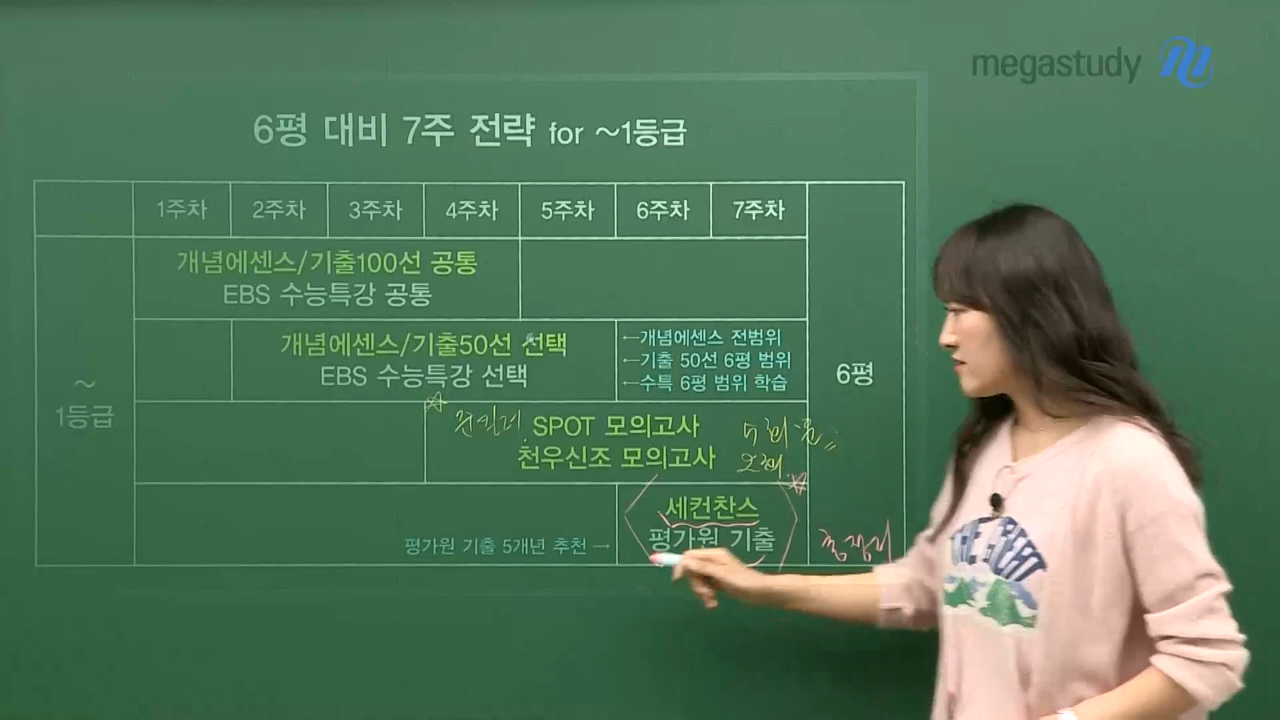 megastudy
6평 대비 7주 전략 for ~1등급
1주차 2주차 3주차 4주차 5주차 6주차 7주차
개념에센스/기출100선 공통
EBS 수능특강 공통
개념에센스/기출50선 선택
EBS 수능특강 선택
←개념에센스 전범위
←기출 50선 6평 범위
←수특 6평 범위 학습
6평
~
1등급
SPOT 모의고사
천우신조 모의고사
세컨찬스
평가원 기출
평가원 기출 5개년 추천→
총정리
THE GREAT